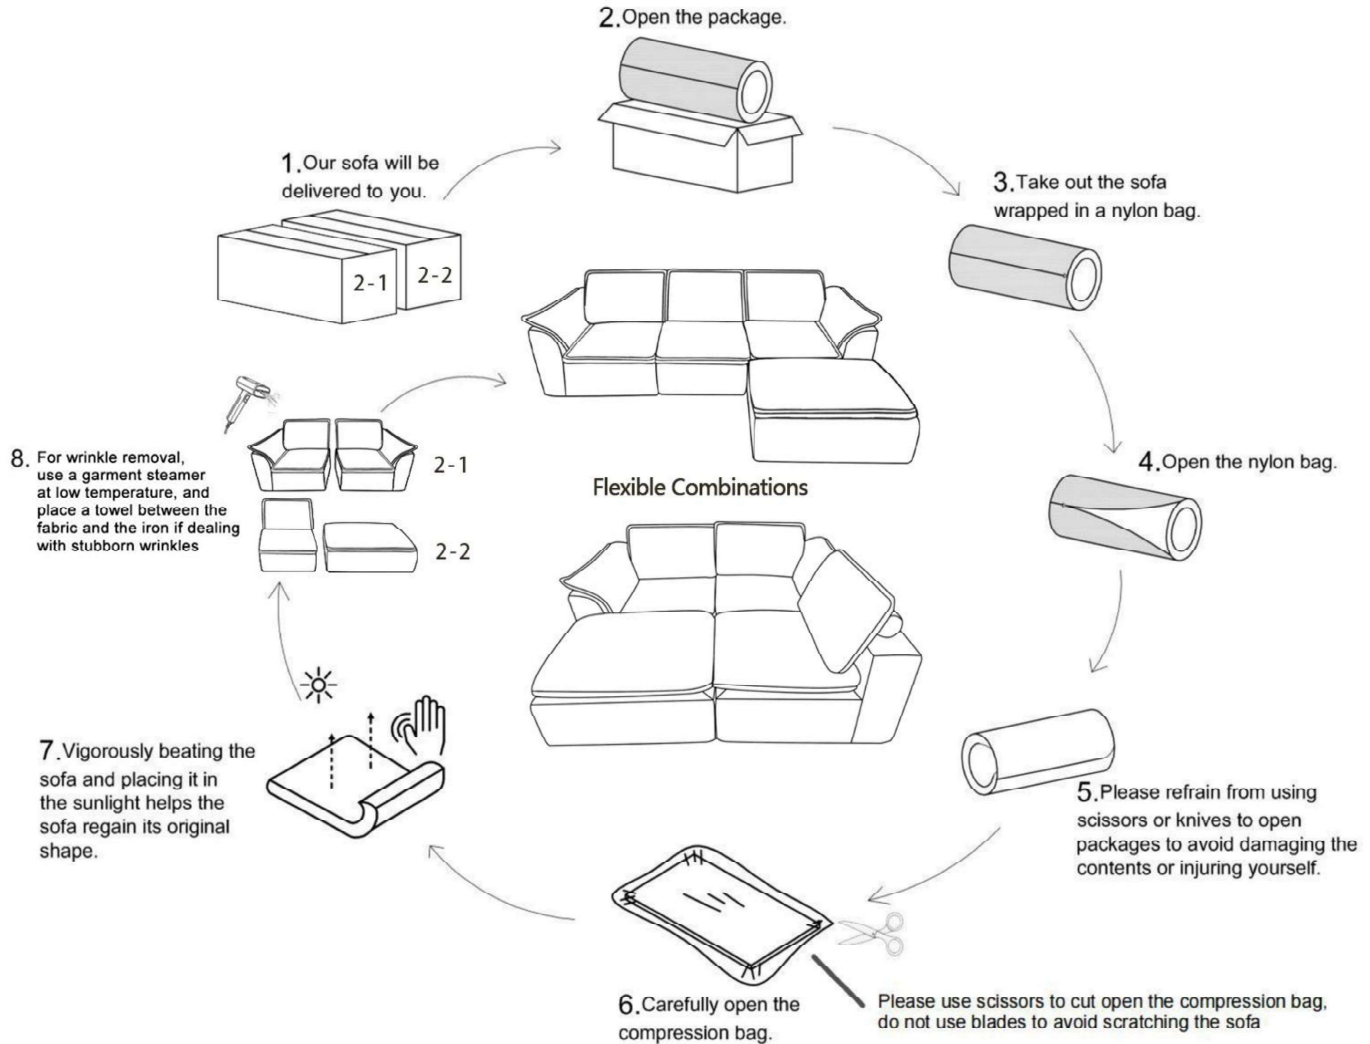 2.Open the package.
1.Our sofa will be
delivered to you.
2-1
2-2
3.Take out the sofa
wrapped in a nylon bag.
4.Open the nylon bag.
5.Please refrain from using
scissors or knives to open
packages to avoid damaging the
contents or injuring yourself.
6.Carefully open the
compression bag.
Please use scissors to cut open the compression bag,
do not use blades to avoid scratching the sofa
7.Vigorously beating the
sofa and placing it in
the sunlight helps the
sofa regain its original
shape.
8. For wrinkle removal,
use a garment steamer
at low temperature, and
place a towel between the
fabric and the iron if dealing
with stubborn wrinkles
2-1
2-2
Flexible Combinations